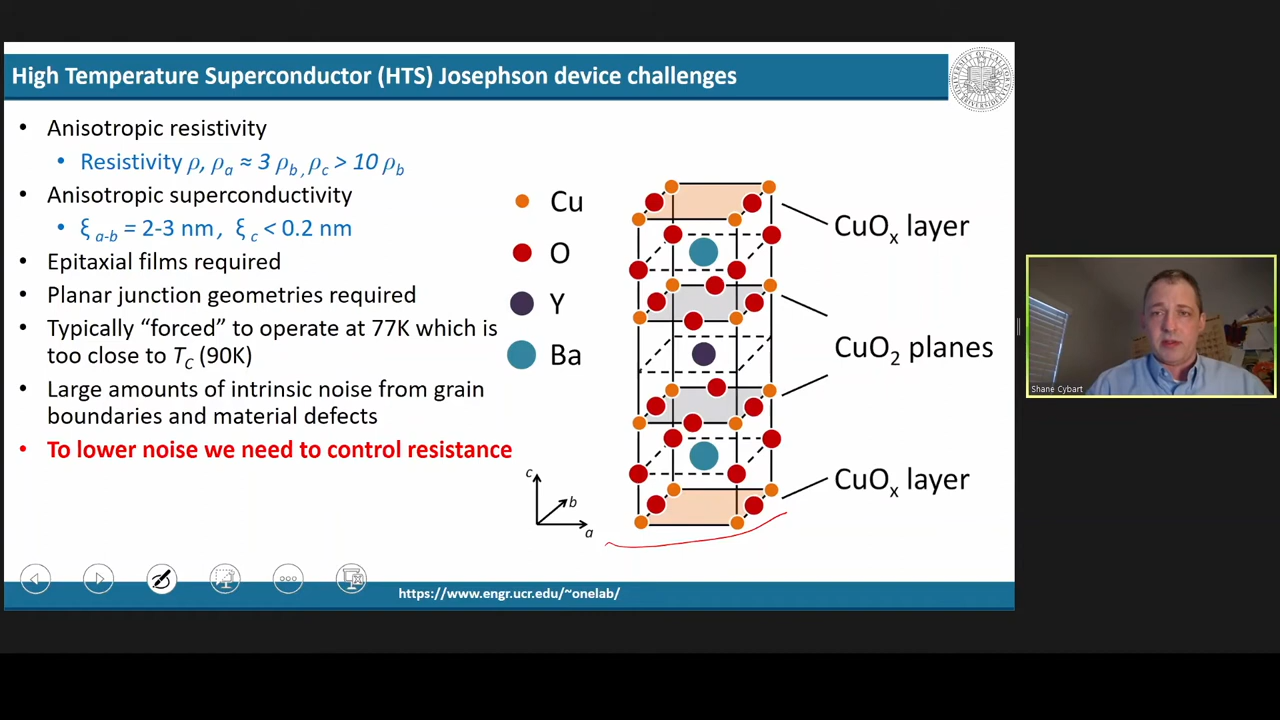 High Temperature Superconductor (HTS) Josephson device challenges
• Anisotropic resistivity
• Resistivity ρ, ρa ≈ 3 ρb , ρc > 10 ρb
• Anisotropic superconductivity
• ξ a-b = 2-3 nm , ξ c < 0.2 nm
• Epitaxial films required
• Planar junction geometries required
• Typically “forced” to operate at 77K which is
too close to TC (90K)
• Large amounts of intrinsic noise from grain
boundaries and material defects
• To lower noise we need to control resistance
Cu
O
Y
Ba
CuOx layer
CuO2 planes
CuOx layer
c
b
a
https://www.engr.ucr.edu/~onelab/
Shane Cybart